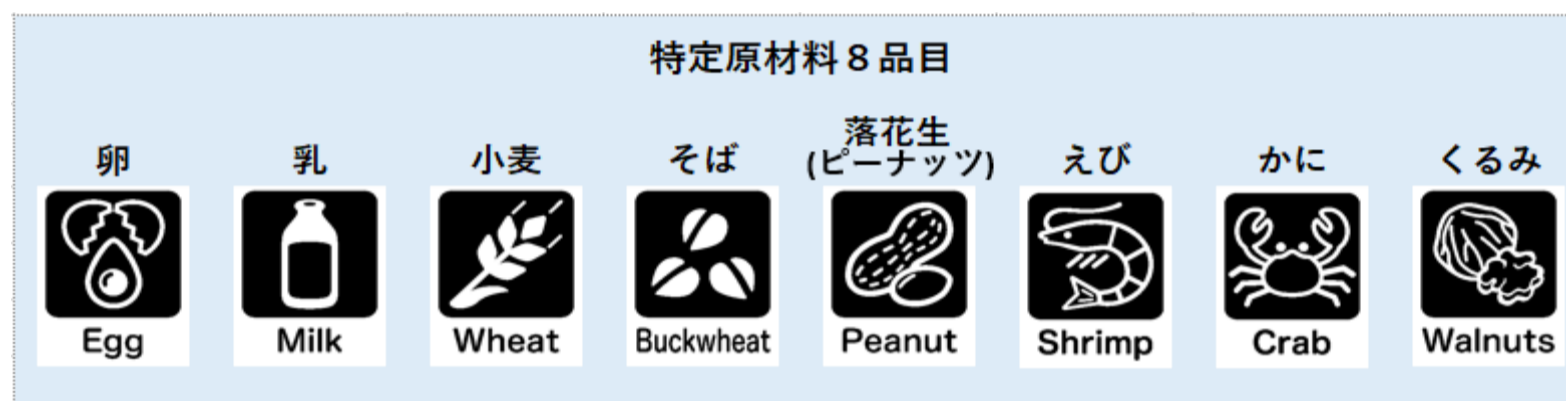 特定原材料８品目
卵
Egg
乳
Milk
小麦
Wheat
そば
Buckwheat
落花生
(ピーナッツ)
Peanut
えび
Shrimp
かに
Crab
くるみ
Walnuts